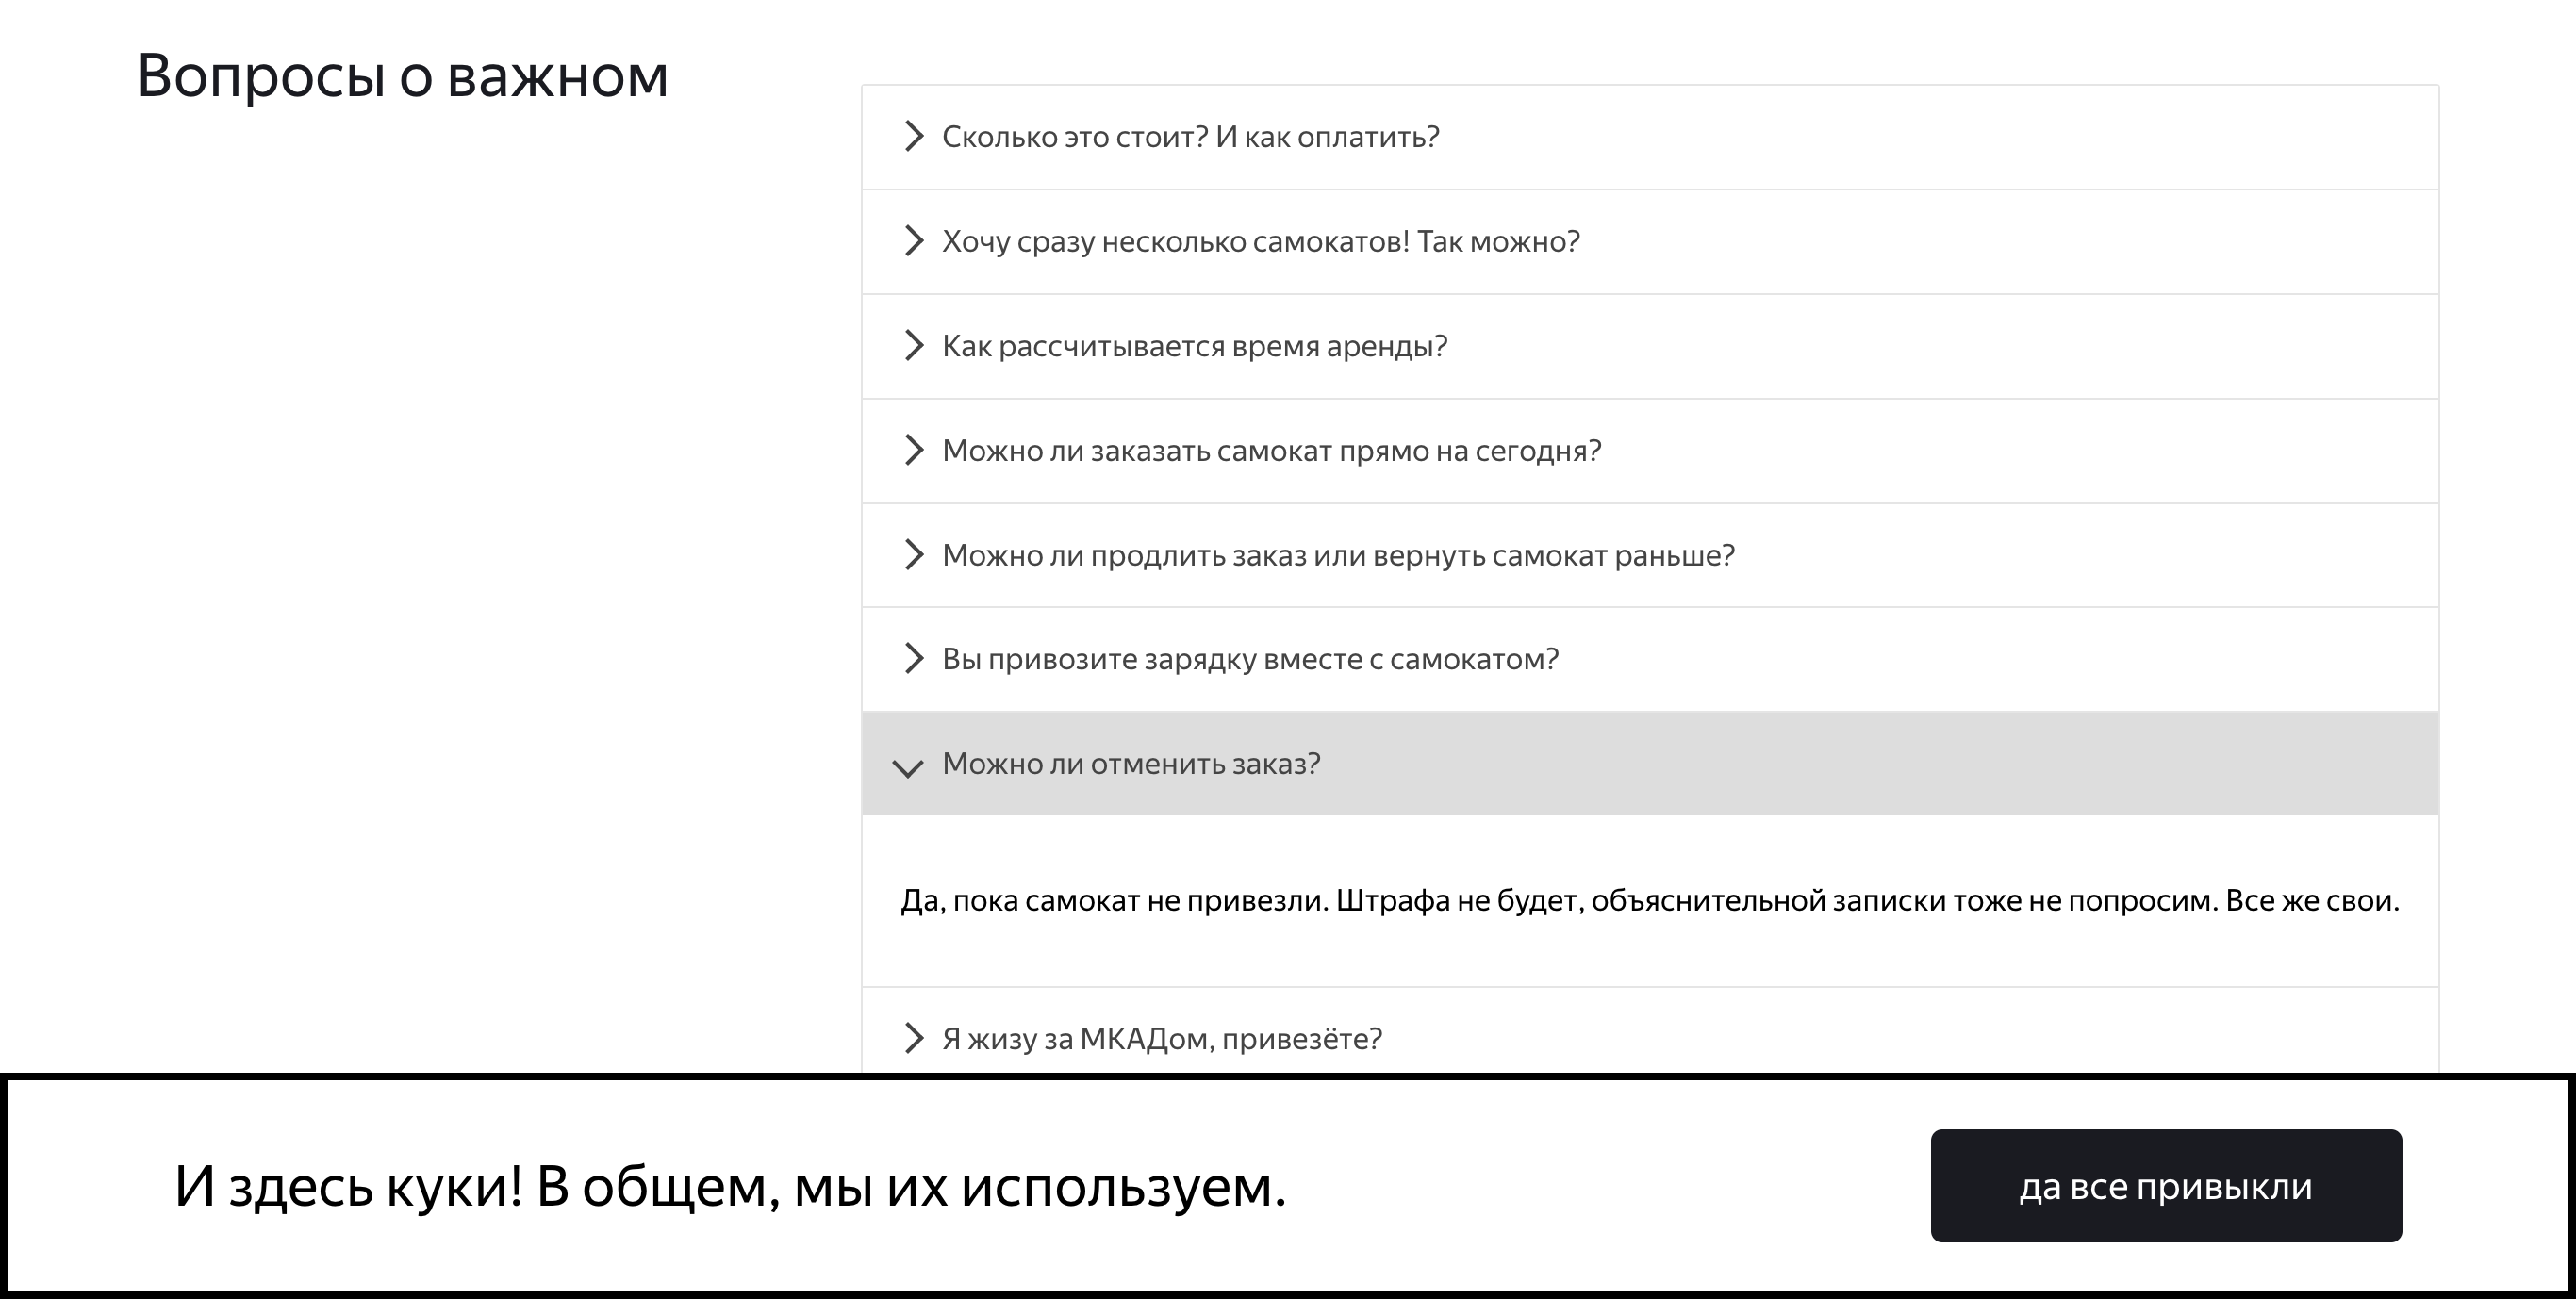 Вопросы о важном
Сколько это стоит? И как оплатить?
Хочу сразу несколько самокатов! Так можно?
Как рассчитывается время аренды?
Можно ли заказать самокат прямо на сегодня?
Можно ли продлить заказ или вернуть самокат раньше?
Вы привозите зарядку вместе с самокатом?
Можно ли отменить заказ?
Да, пока самокат не привезли. Штрафа не будет, объяснительной записки тоже не попросим. Все же свои.
Я жизу за МКАДом, привезёте?
И здесь куки! В общем, мы их используем.
да все привыкли